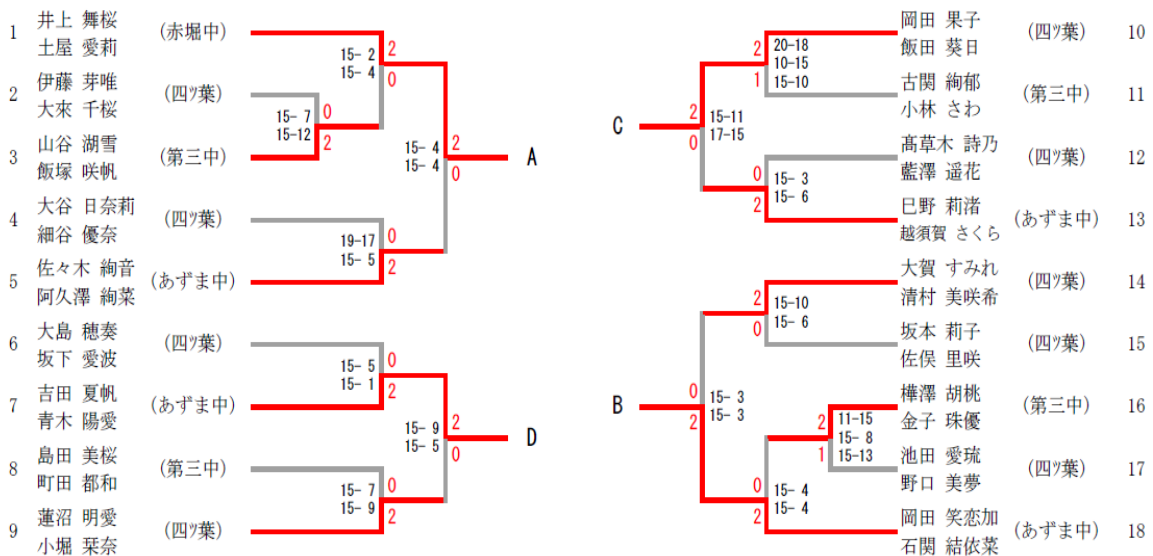 1 井上 舞桜 (赤堀中)
土屋 愛莉
2 伊藤 芽唯 (四ツ葉)
大來 千桜
3 山谷 湖雪 (第三中)
飯塚 咲帆
4 大谷 日奈莉 (四ツ葉)
細谷 優奈
5 佐々木 絢音 (あずま中)
阿久澤 絢菜
6 大島 穂奏 (四ツ葉)
坂下 愛波
7 吉田 夏帆 (あずま中)
青木 陽愛
8 島田 美桜 (第三中)
町田 都和
9 蓮沼 明愛 (四ツ葉)
小堀 栞奈
15- 2 2
15- 4 0
15- 7 0
15-12 2
15- 4 2
15- 4 0
A
19-17 0
15- 5 2
15- 5 0
15- 1 2
15- 9 2
15- 5 0
D
15- 7 0
15- 9 2
岡田 果子 (四ツ葉) 10
飯田 葵日
古関 絢郁 (第三中) 11
小林 さわ
髙草木 詩乃 (四ツ葉) 12
藍澤 遥花
巳野 莉渚 (あずま中) 13
越須賀 さくら
大賀 すみれ (四ツ葉) 14
清村 美咲希
坂本 莉子 (四ツ葉) 15
佐俣 里咲
樺澤 胡桃 (第三中) 16
金子 珠優
池田 愛琉 (四ツ葉) 17
野口 美夢
岡田 笑恋加 (あずま中) 18
石関 結依菜
2 20-18
10-15
1 15-10
C
2 15-11
0 17-15
0 15- 3
2 15- 6
2 15-10
0 15- 6
B
0 15- 3
2 15- 3
2 11-15
15- 8
1 15-13
0 15- 4
2 15- 4